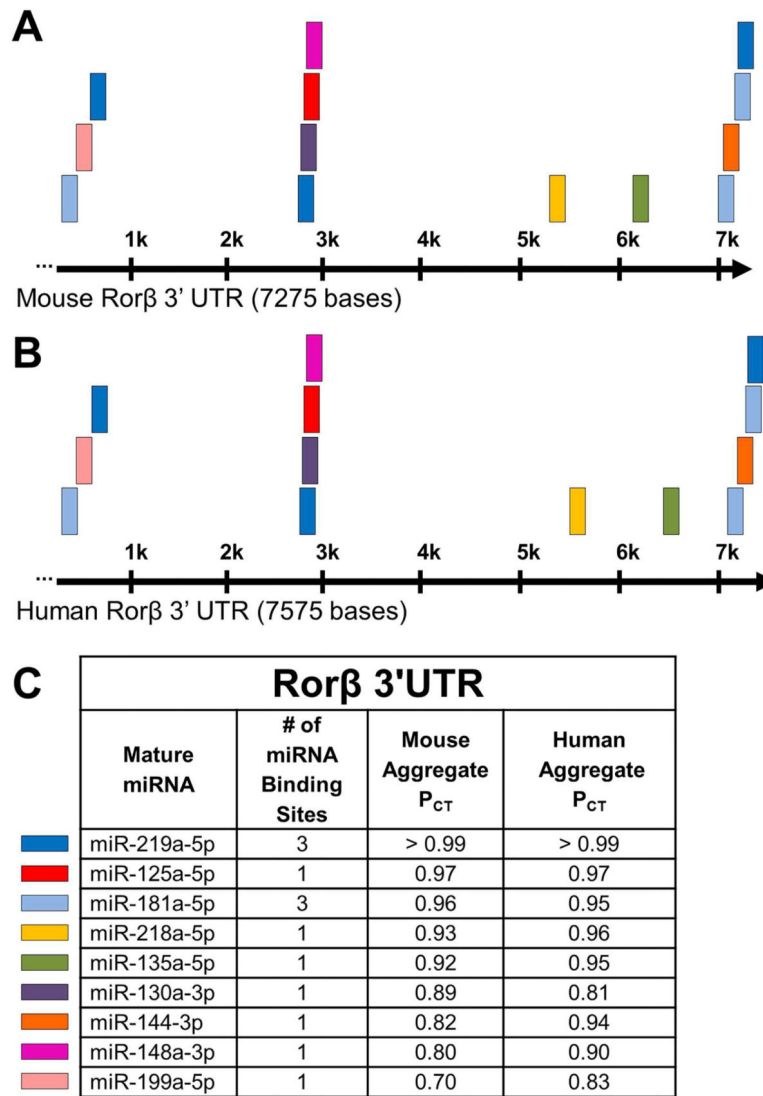 A
1k 2k 3k 4k 5k 6k 7k
...
Mouse Rorβ 3' UTR (7275 bases)
B
1k 2k 3k 4k 5k 6k 7k
...
Human Rorβ 3' UTR (7575 bases)
C
Rorβ 3'UTR
Mature miRNA # of miRNA Binding Sites Mouse Aggregate PCT Human Aggregate PCT
miR-219a-5p 3 > 0.99 > 0.99
miR-125a-5p 1 0.97 0.97
miR-181a-5p 3 0.96 0.95
miR-218a-5p 1 0.93 0.96
miR-135a-5p 1 0.92 0.95
miR-130a-3p 1 0.89 0.81
miR-144-3p 1 0.82 0.94
miR-148a-3p 1 0.80 0.90
miR-199a-5p 1 0.70 0.83